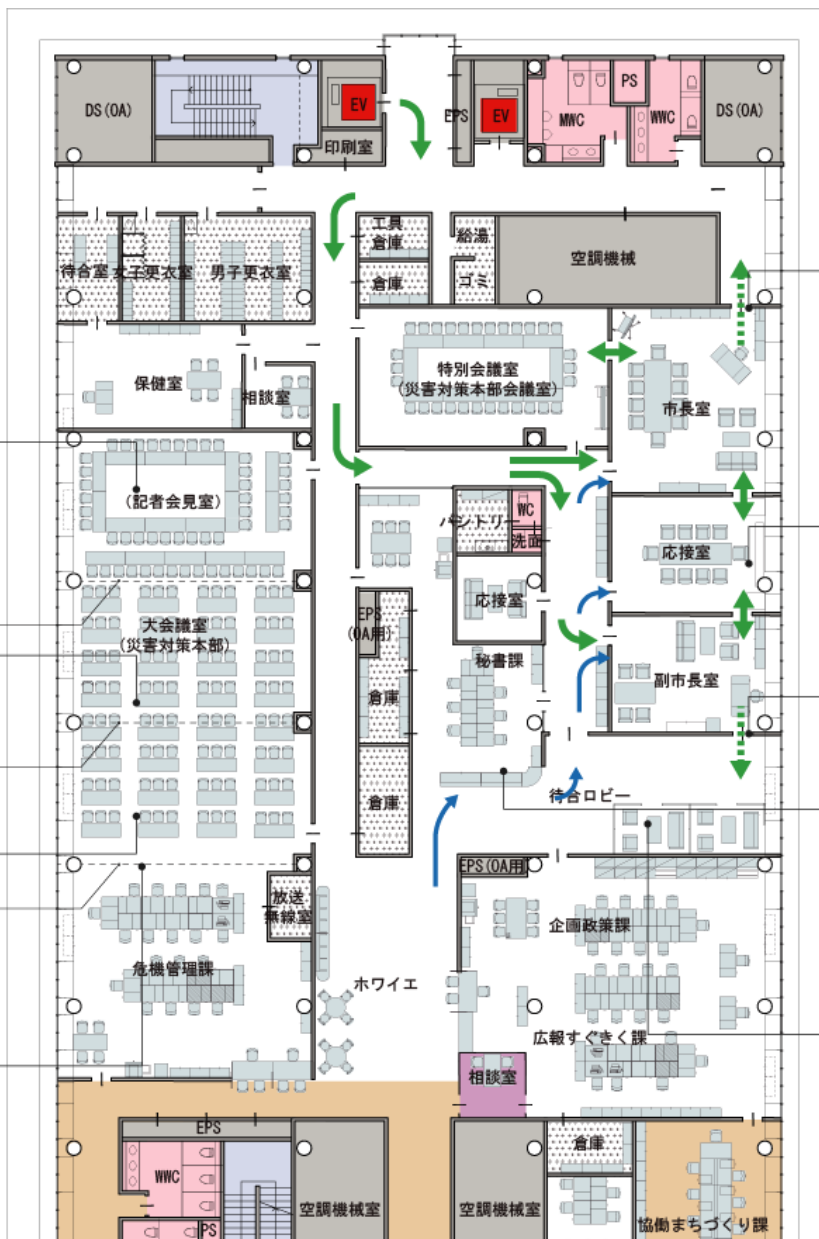 DS(OA)
EV
印刷室
EPS
EV
MWC
PS
WWC
DS(OA)
待合室
女子更衣室
男子更衣室
工具
倉庫
倉庫
給湯
ゴミ
空調機械
保健室
相談室
特別会議室
(災害対策本部会議室)
市長室
(記者会見室)
パントリー
WC
洗面
応接室
応接室
大会議室
(災害対策本部)
EPS
(OA用)
倉庫
秘書課
副市長室
倉庫
待合ロビー
EPS(OA用)
放送
無線室
企画政策課
危機管理課
ホワイエ
広報すぐきく課
相談室
EPS
倉庫
WWC
空調機械室
空調機械室
PS
協働まちづくり課